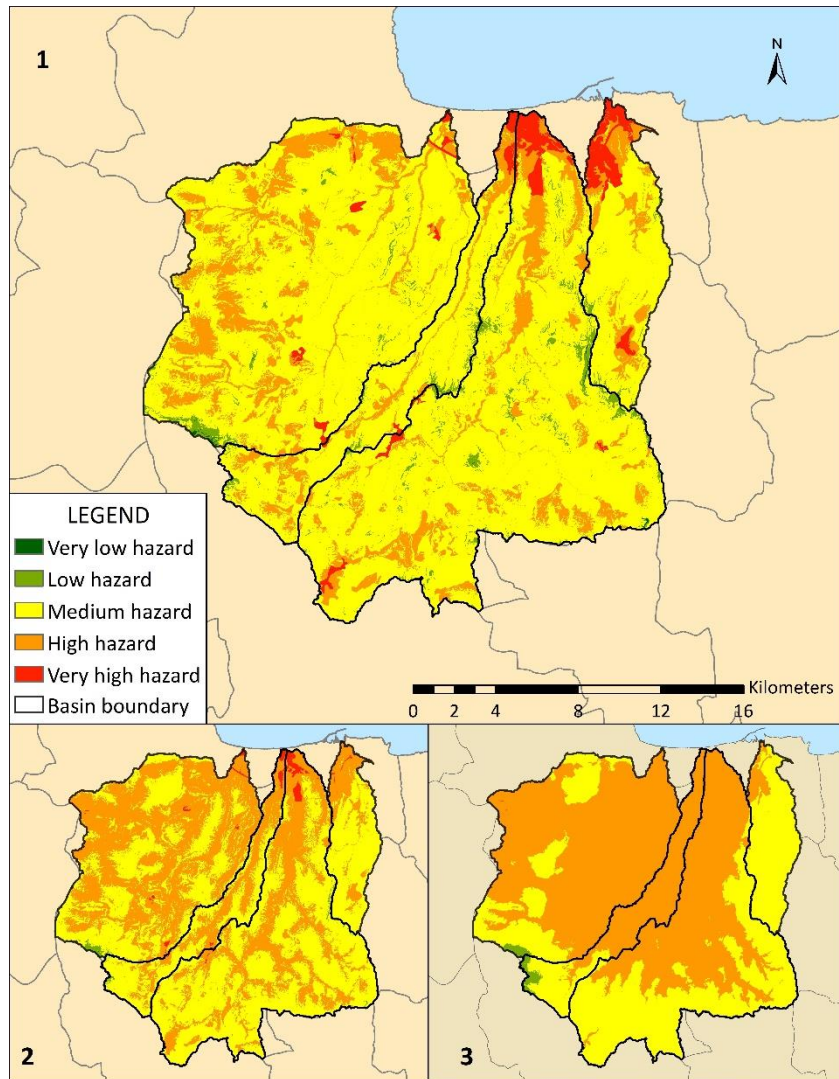 1
N
LEGEND
Very low hazard
Low hazard
Medium hazard
High hazard
Very high hazard
Basin boundary
Kilometers
0 2 4 8 12 16
2
3